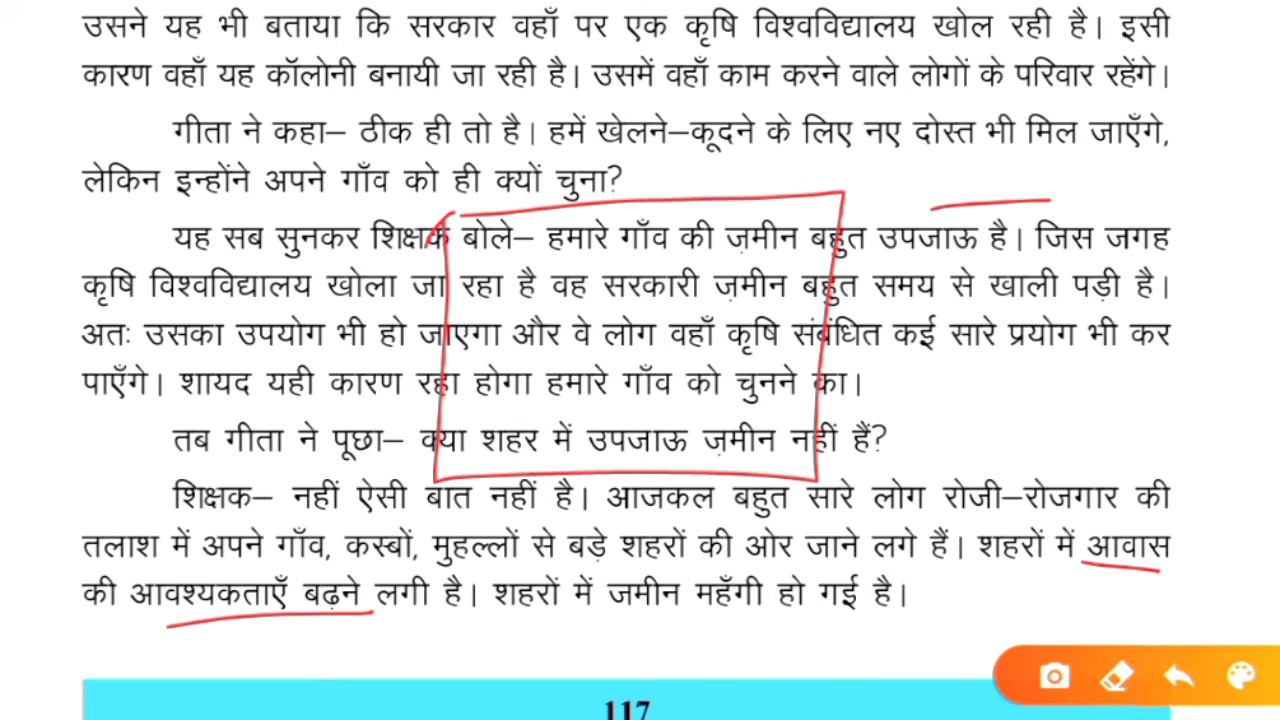 उसने यह भी बताया कि सरकार वहाँ पर एक कृषि विश्वविद्यालय खोल रही है। इसी
कारण वहाँ यह कॉलोनी बनायी जा रही है। उसमें वहाँ काम करने वाले लोगों के परिवार रहेंगे।
गीता ने कहा– ठीक ही तो है। हमें खेलने–कूदने के लिए नए दोस्त भी मिल जाएँगे,
लेकिन इन्होंने अपने गाँव को ही क्यों चुना?
यह सब सुनकर शिक्षक बोले– हमारे गाँव की ज़मीन बहुत उपजाऊ है। जिस जगह
कृषि विश्वविद्यालय खोला जा रहा है वह सरकारी ज़मीन बहुत समय से खाली पड़ी है।
अतः उसका उपयोग भी हो जाएगा और वे लोग वहाँ कृषि संबंधित कई सारे प्रयोग भी कर
पाएँगे। शायद यही कारण रहा होगा हमारे गाँव को चुनने का।
तब गीता ने पूछा– क्या शहर में उपजाऊ ज़मीन नहीं हैं?
शिक्षक– नहीं ऐसी बात नहीं है। आजकल बहुत सारे लोग रोजी–रोजगार की
तलाश में अपने गाँव, कस्बों, मुहल्लों से बड़े शहरों की ओर जाने लगे हैं। शहरों में आवास
की आवश्यकताएँ बढ़ने लगी है। शहरों में जमीन महँगी हो गई है।
117